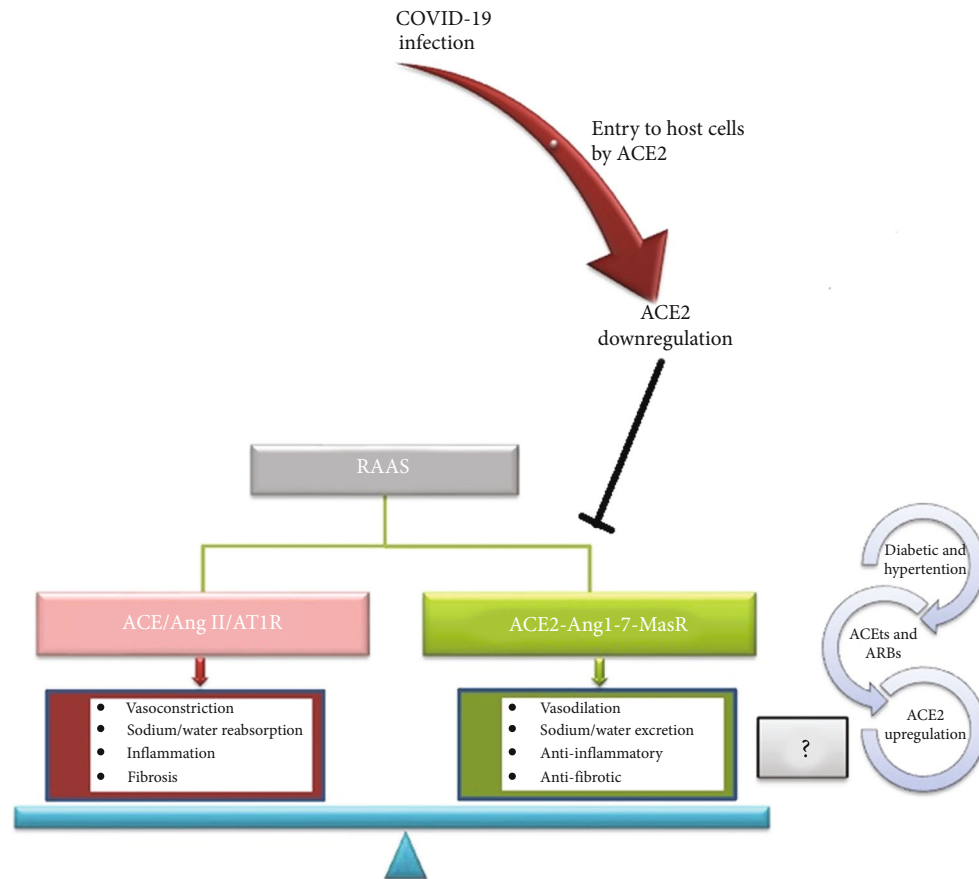 COVID-19
infection
Entry to host cells
by ACE2
ACE2
downregulation
RAAS
ACE/Ang II/AT1R
ACE2-Ang1-7-MasR
• Vasoconstriction
• Sodium/water reabsorption
• Inflammation
• Fibrosis
• Vasodilation
• Sodium/water excretion
• Anti-inflammatory
• Anti-fibrotic
?
Diabetic and
hypertention
ACEts and
ARBs
ACE2
upregulation